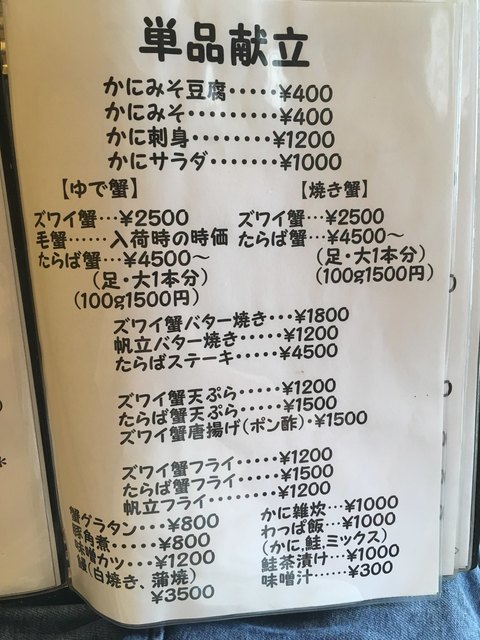 単品献立
かにみそ豆腐・・・・・¥400
かにみそ・・・・・・・・¥400
かに刺身・・・・・・・・¥1200
かにサラダ・・・・・・・¥1000
【ゆで蟹】
ズワイ蟹・・・¥2500
毛蟹・・・・・・入荷時の時価
たらば蟹・・・¥4500〜
(足・大1本分)
(100g1500円)
【焼き蟹】
ズワイ蟹・・・¥2500
たらば蟹・・・¥4500〜
(足・大1本分)
(100g1500円)
ズワイ蟹バター焼き・・・¥1800
帆立バター焼き・・・・・¥1200
たらばステーキ・・・・・¥4500
ズワイ蟹天ぷら・・・・・¥1200
たらば蟹天ぷら・・・・・¥1500
ズワイ蟹唐揚げ(ポン酢)・¥1500
ズワイ蟹フライ・・・・・¥1200
たらば蟹フライ・・・・・¥1500
帆立フライ・・・・・・・・¥1200
蟹グラタン・・・¥800
豚角煮・・・・・¥800
味噌カツ・・・¥1200
(白焼き、蒲焼)
¥3500
かに雑炊・・・¥1000
わっぱ飯・・・¥1000
(かに,鮭,ミックス)
鮭茶漬け・・・¥1000
味噌汁・・・¥300